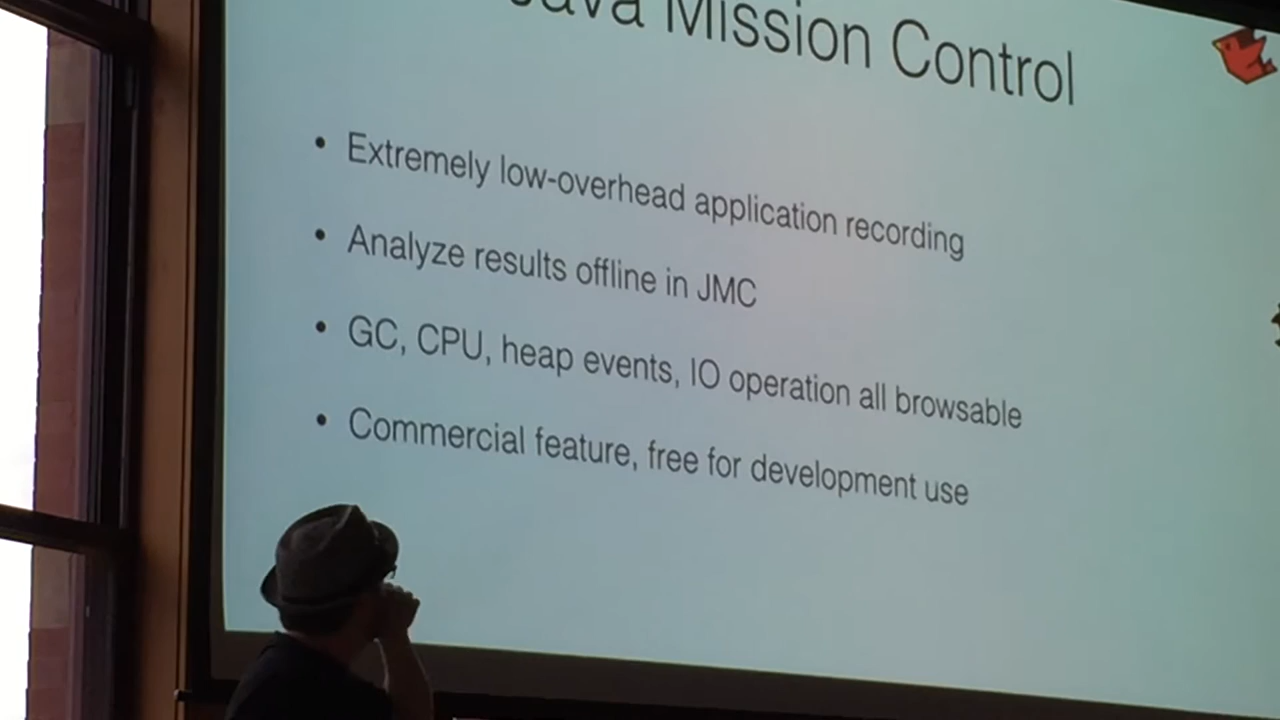 Java Mission Control
• Extremely low-overhead application recording
• Analyze results offline in JMC
• GC, CPU, heap events, IO operation all browsable
• Commercial feature, free for development use